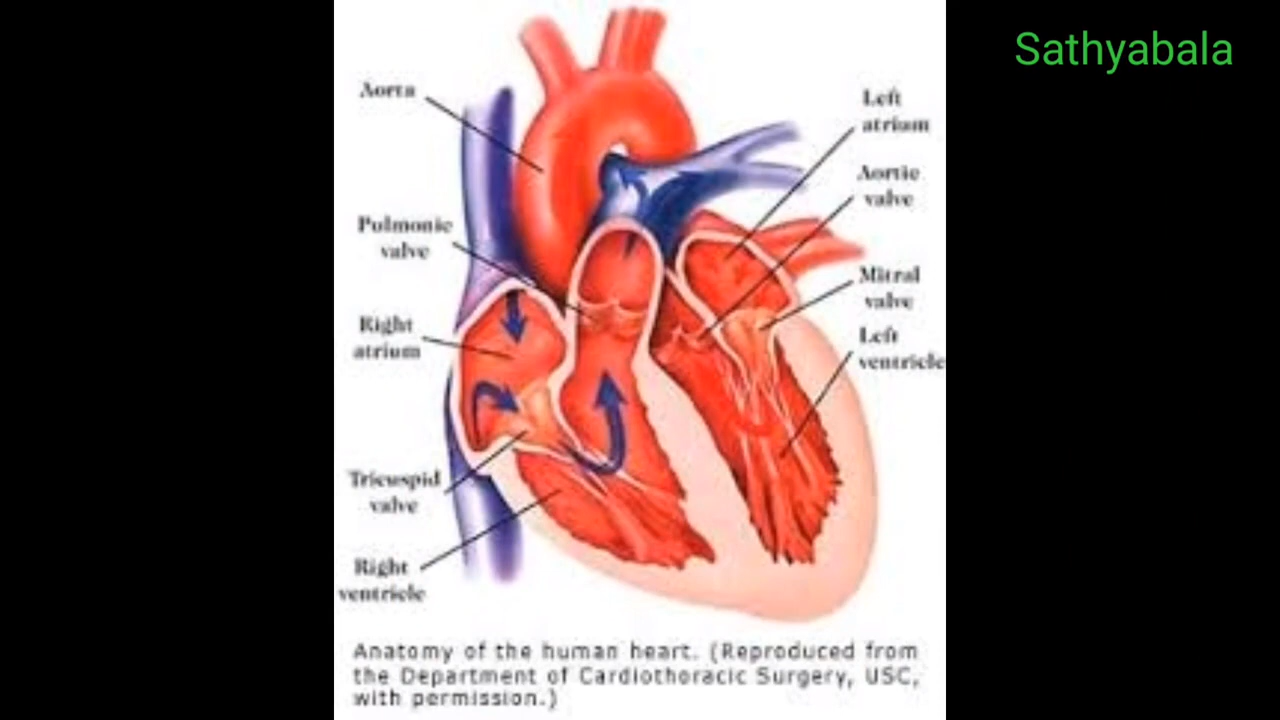 Sathyabala
Aorta
Left
atrium
Aortic
valve
Pulmonic
valve
Mitral
valve
Right
atrium
Left
ventricle
Tricuspid
valve
Right
ventricle
Anatomy of the human heart. (Reproduced from
the Department of Cardiothoracic Surgery, USC,
with permission.)